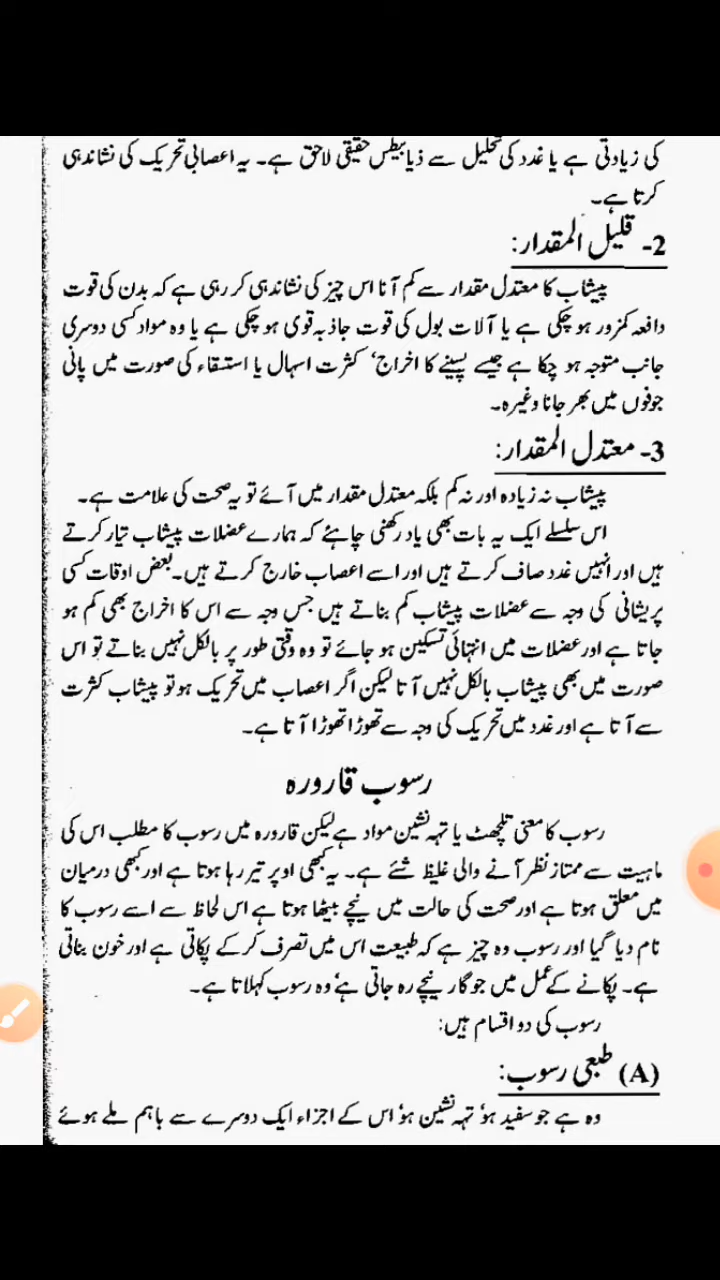 کی زیادتی ہے یا غدد کی تحلیل سے ذیابیطس حقیقی لاحق ہے۔ یہ اعصابی تحریک کی نشاندہی
کرتا ہے۔
2- قلیل المقدار:
پیشاب کا معتدل مقدار سے کم آنا اس چیز کی نشاندہی کر رہی ہے کہ بدن کی قوت
دافعہ کمزور ہو چکی ہے یا آلات بول کی قوت جاذبہ قوی ہو چکی ہے یا وہ مواد کسی دوسری
جانب متوجہ ہو چکا ہے جیسے پسینے کا اخراج، کثرت اسہال یا استسقاء کی صورت میں پانی
جوفوں میں بھر جانا وغیرہ۔
3- معتدل المقدار:
پیشاب نہ زیادہ اور نہ کم بلکہ معتدل مقدار میں آئے تو یہ صحت کی علامت ہے۔
اس سلسلے ایک یہ بات بھی یاد رکھنی چاہئے کہ ہمارے عضلات پیشاب تیار کرتے
ہیں اور انہیں غدد صاف کرتے ہیں اور اسے اعصاب خارج کرتے ہیں۔ بعض اوقات کسی
پریشانی کی وجہ سے عضلات پیشاب کم بناتے ہیں جس وجہ سے اس کا اخراج بھی کم ہو
جاتا ہے اور عضلات میں انتہائی تسکین ہو جائے تو وہ وقتی طور پر بالکل نہیں بناتے تو اس
صورت میں بھی پیشاب بالکل نہیں آتا لیکن اگر اعصاب میں تحریک ہو تو پیشاب کثرت
سے آتا ہے اور غدد میں تحریک کی وجہ سے تھوڑا تھوڑا آتا ہے۔
رسوب قارورہ
رسوب کا معنی تلچھٹ یا تہہ نشین مواد ہے لیکن قارورہ میں رسوب کا مطلب اس کی
ماہیت سے ممتاز نظر آنے والی غلیظ شئے ہے۔ یہ کبھی اوپر تیر رہا ہوتا ہے اور کبھی درمیان
میں معلق ہوتا ہے اور صحت کی حالت میں نیچے بیٹھا ہوتا ہے اس لحاظ سے اسے رسوب کا
نام دیا گیا اور رسوب وہ چیز ہے کہ طبیعت اس میں تصرف کر کے پکاتی ہے اور خون بناتی
ہے۔ پکانے کے عمل میں جو گار نیچے رہ جاتی ہے، وہ رسوب کہلاتا ہے۔
رسوب کی دو اقسام ہیں:
(A) طبعی رسوب:
وہ ہے جو سفید ہو، تہہ نشین ہو، اس کے اجزاء ایک دوسرے سے باہم ملے ہوئے